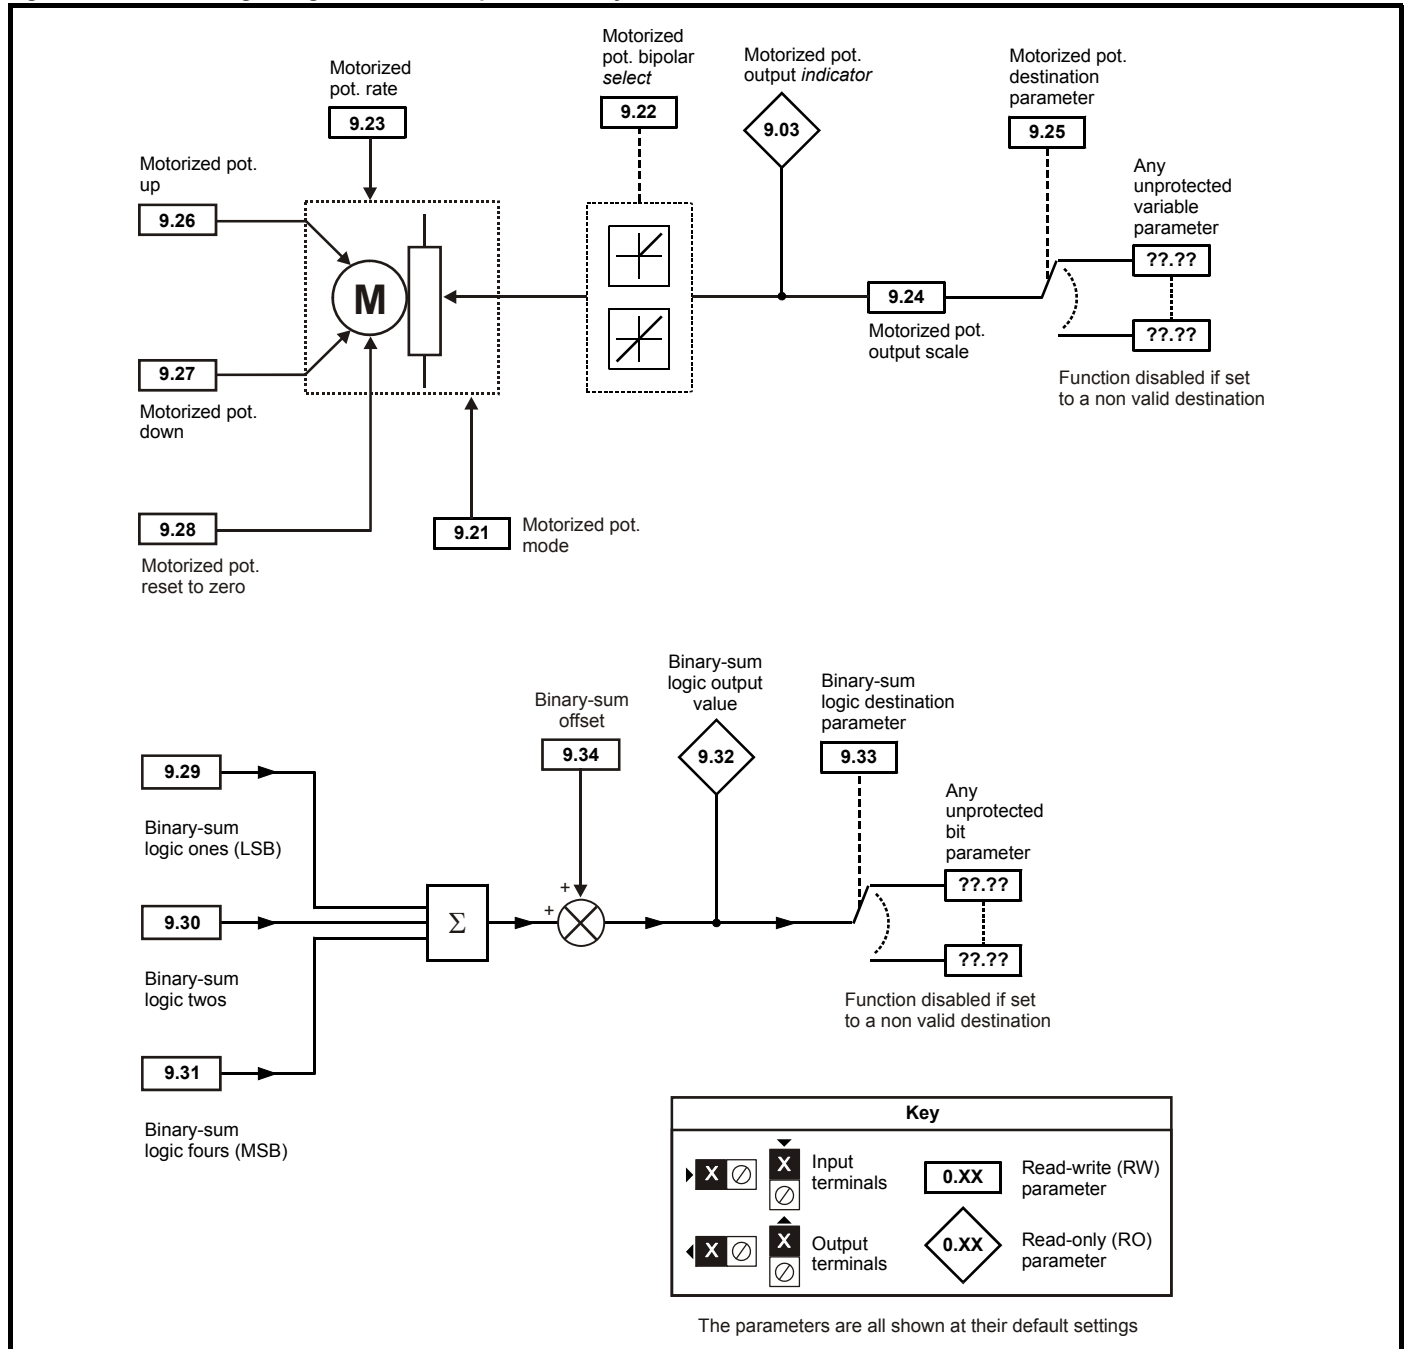 Motorized
pot. rate
9.23
Motorized
pot. bipolar
select
9.22
Motorized pot.
output indicator
9.03
Motorized pot.
destination
parameter
9.25
Any
unprotected
variable
parameter
??.??
??.??
Function disabled if set
to a non valid destination
Motorized pot.
up
9.26
M
9.27
Motorized pot.
down
9.28
Motorized pot.
reset to zero
9.21
Motorized pot.
mode
9.24
Motorized pot.
output scale
Binary-sum
offset
9.34
Binary-sum
logic output
value
9.32
Binary-sum
logic destination
parameter
9.33
Any
unprotected
bit
parameter
??.??
??.??
Function disabled if set
to a non valid destination
9.29
Binary-sum
logic ones (LSB)
9.30
Binary-sum
logic twos
9.31
Binary-sum
logic fours (MSB)
Σ
+
+
Key
X
X
Input
terminals
0.XX
Read-write (RW)
parameter
X
X
Output
terminals
0.XX
Read-only (RO)
parameter
The parameters are all shown at their default settings